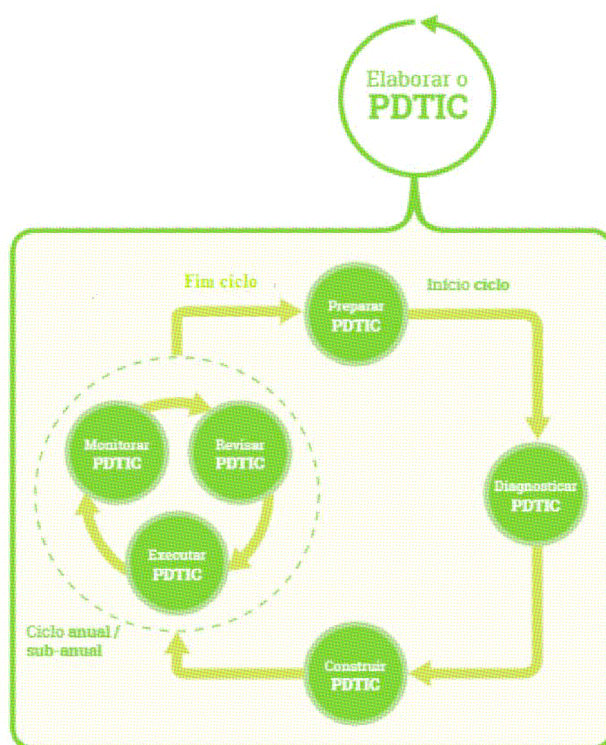 Elaborar o
PDTIC
Fim ciclo
Preparar
PDTIC
Início ciclo
Monitorar
PDTIC
Revisar
PDTIC
Diagnosticar
PDTIC
Executar
PDTIC
Ciclo anual /
sub-anual
Construir
PDTIC